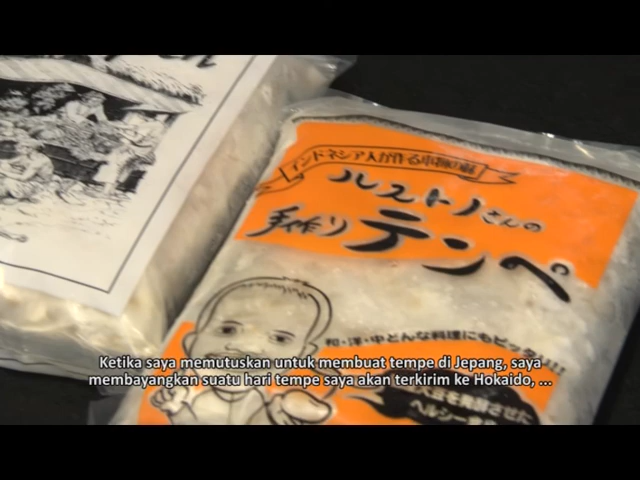 インドネシア人が作る本物の味
ルストノさんの
手作り テンペ
和・洋・中どんな料理にもピッタリ!!!
大豆を発酵させた
ヘルシー
Ketika saya memutuskan untuk membuat tempe di Jepang, saya
membayangkan suatu hari tempe saya akan terkirim ke Hokaido, ...